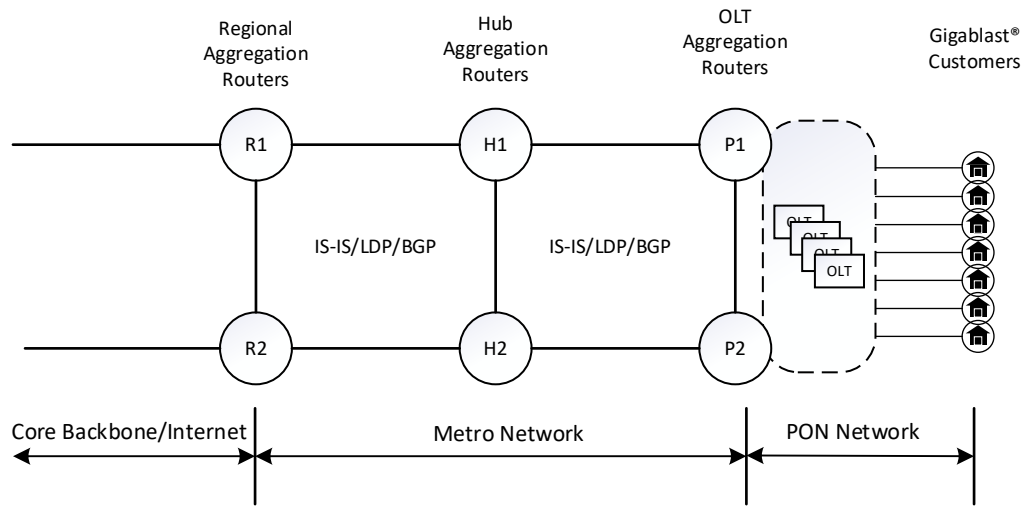 Regional
Aggregation
Routers
Hub
Aggregation
Routers
OLT
Aggregation
Routers
Gigablast®
Customers
R1
H1
P1
IS-IS/LDP/BGP
IS-IS/LDP/BGP
OLT
OLT
OLT
OLT
R2
H2
P2
Core Backbone/Internet
Metro Network
PON Network